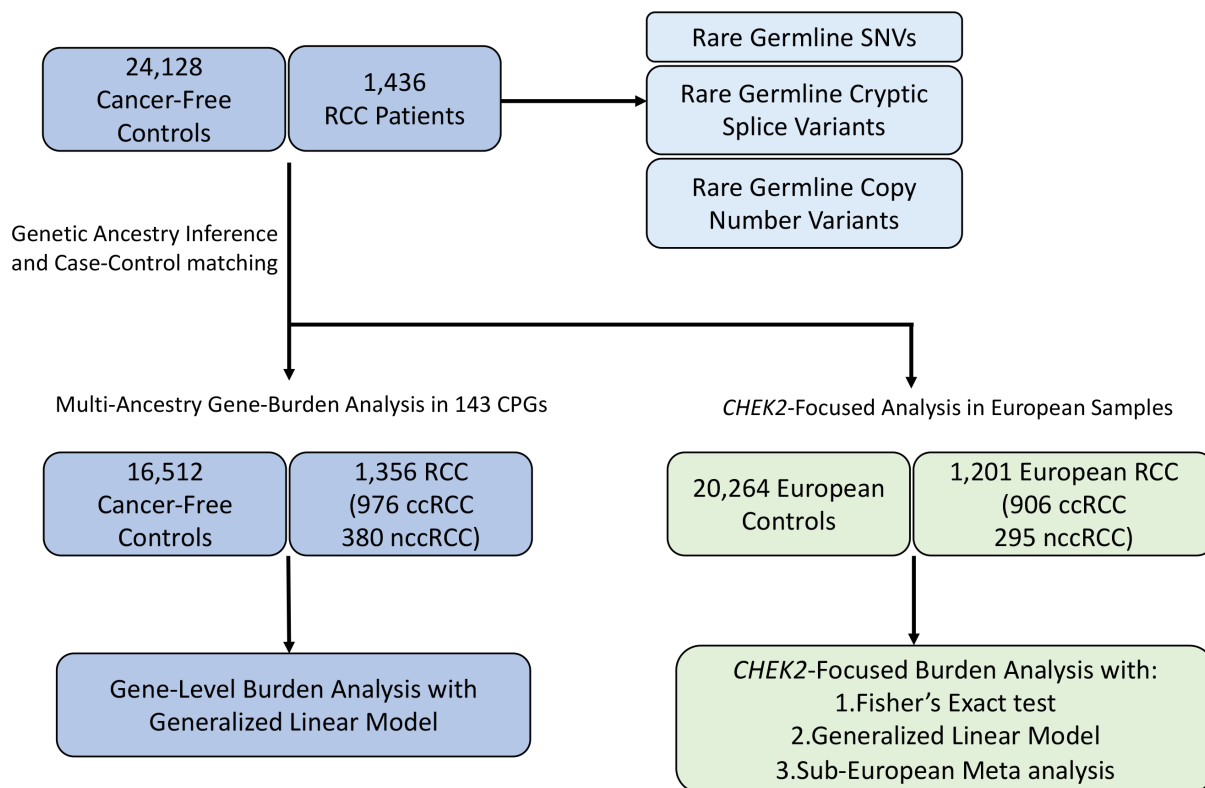 24,128
Cancer-Free
Controls
1,436
RCC Patients
Rare Germline SNVs
Rare Germline Cryptic
Splice Variants
Rare Germline Copy
Number Variants
Genetic Ancestry Inference
and Case-Control matching
Multi-Ancestry Gene-Burden Analysis in 143 CPGs
CHEK2-Focused Analysis in European Samples
16,512
Cancer-Free
Controls
1,356 RCC
(976 ccRCC
380 nccRCC)
20,264 European
Controls
1,201 European RCC
(906 ccRCC
295 nccRCC)
Gene-Level Burden Analysis with
Generalized Linear Model
CHEK2-Focused Burden Analysis with:
1.Fisher’s Exact test
2.Generalized Linear Model
3.Sub-European Meta analysis